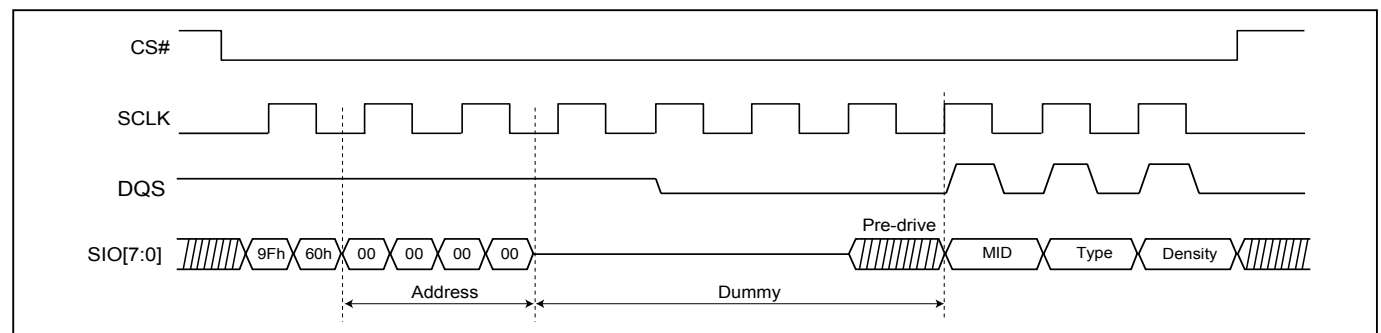 CS#
SCLK
DQS
Pre-drive
SIO[7:0] 9Fh 60h 00 00 00 00 MID Type Density
Address Dummy